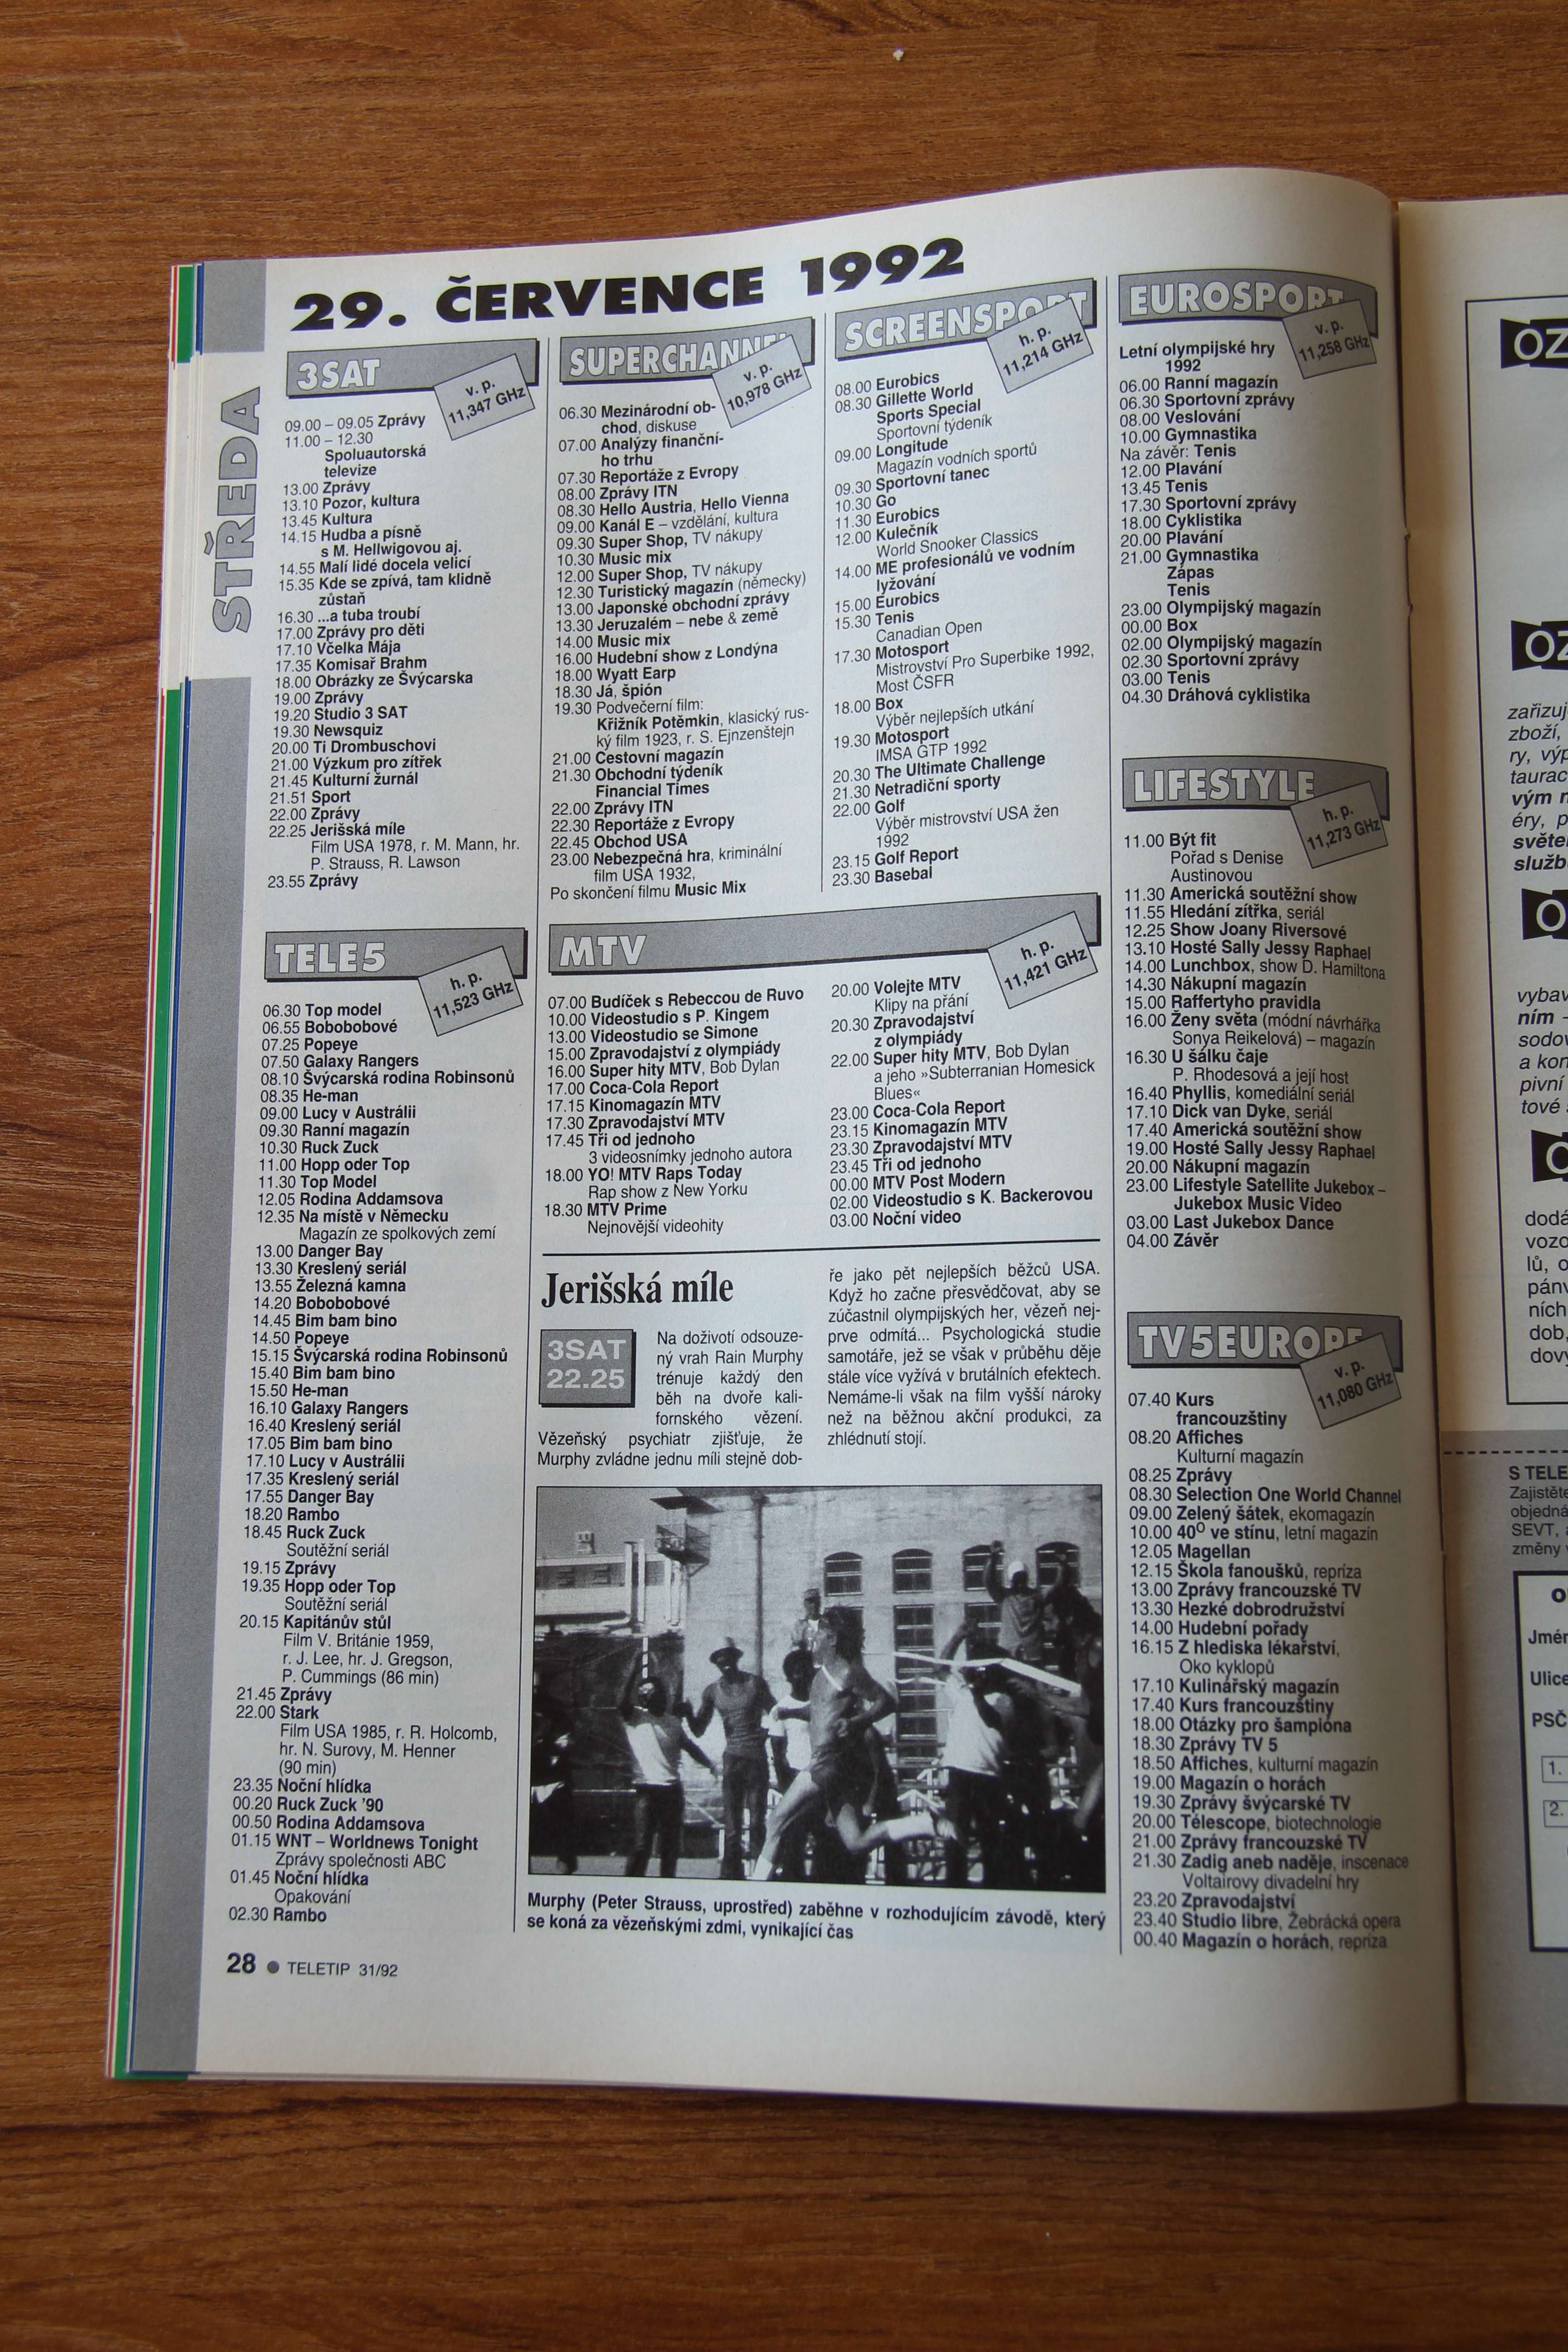 29. ČERVENCE 1992
STŘEDA
3SAT
v. p.
11,347 GHz
09.00 – 09.05 Zprávy
11.00 – 12.30
Spoluautorská
televize
13.00 Zprávy
13.10 Pozor, kultura
13.45 Kultura
14.15 Hudba a písně
s M. Hellwigovou aj.
14.55 Malí lidé docela velicí
15.35 Kde se zpívá, tam klidně
zůstaň
16.30 ...a tuba troubí
17.00 Zprávy pro děti
17.10 Včelka Mája
17.35 Komisař Brahm
18.00 Obrázky ze Švýcarska
19.00 Zprávy
19.20 Studio 3 SAT
19.30 Newsquiz
20.00 Ti Drombuschovi
21.00 Výzkum pro zítřek
21.45 Kulturní žurnál
21.51 Sport
22.00 Zprávy
22.25 Jerišská míle
Film USA 1978, r. M. Mann, hr.
P. Strauss, R. Lawson
23.55 Zprávy
TELE5
h. p.
11,523 GHz
06.30 Top model
06.55 Bobobobové
07.25 Popeye
07.50 Galaxy Rangers
08.10 Švýcarská rodina Robinsonů
08.35 He-man
09.00 Lucy v Austrálii
09.30 Ranní magazín
10.30 Ruck Zuck
11.00 Hopp oder Top
11.30 Top Model
12.05 Rodina Addamsova
12.35 Na místě v Německu
Magazín ze spolkových zemí
13.00 Danger Bay
13.30 Kreslený seriál
13.55 Železná kamna
14.20 Bobobobové
14.45 Bim bam bino
14.50 Popeye
15.15 Švýcarská rodina Robinsonů
15.40 Bim bam bino
15.50 He-man
16.10 Galaxy Rangers
16.40 Kreslený seriál
17.05 Bim bam bino
17.10 Lucy v Austrálii
17.35 Kreslený seriál
17.55 Danger Bay
18.20 Rambo
18.45 Ruck Zuck
Soutěžní seriál
19.15 Zprávy
19.35 Hopp oder Top
Soutěžní seriál
20.15 Kapitánův stůl
Film V. Británie 1959,
r. J. Lee, hr. J. Gregson,
P. Cummings (86 min)
21.45 Zprávy
22.00 Stark
Film USA 1985, r. R. Holcomb,
hr. N. Surovy, M. Henner
(90 min)
23.35 Noční hlídka
00.20 Ruck Zuck '90
00.50 Rodina Addamsova
01.15 WNT – Worldnews Tonight
Zprávy společnosti ABC
01.45 Noční hlídka
Opakování
02.30 Rambo
SUPERCHANNEL
v. p.
10,978 GHz
06.30 Mezinárodní ob-
chod, diskuse
07.00 Analýzy finanční-
ho trhu
07.30 Reportáže z Evropy
08.00 Zprávy ITN
08.30 Hello Austria, Hello Vienna
09.00 Kanál E – vzdělání, kultura
09.30 Super Shop, TV nákupy
10.30 Music mix
12.00 Super Shop, TV nákupy
12.30 Turistický magazín (německy)
13.00 Japonské obchodní zprávy
13.30 Jeruzalém – nebe & země
14.00 Music mix
16.00 Hudební show z Londýna
18.00 Wyatt Earp
18.30 Já, špión
19.30 Podvečerní film:
Křižník Potěmkin, klasický rus-
ký film 1923, r. S. Ejnzenštejn
21.00 Cestovní magazín
21.30 Obchodní týdeník
Financial Times
22.00 Zprávy ITN
22.30 Reportáže z Evropy
22.45 Obchod USA
23.00 Nebezpečná hra, kriminální
film USA 1932,
Po skončení filmu Music Mix
SCREENSPORT
h. p.
11,214 GHz
08.00 Eurobics
08.30 Gillette World
Sports Special
Sportovní týdeník
09.00 Longitude
Magazín vodních sportů
09.30 Sportovní tanec
10.30 Go
11.30 Eurobics
12.00 Kulečník
World Snooker Classics
14.00 ME profesionálů ve vodním
lyžování
15.00 Eurobics
15.30 Tenis
Canadian Open
17.30 Motosport
Mistrovství Pro Superbike 1992,
Most ČSFR
18.00 Box
Výběr nejlepších utkání
19.30 Motosport
IMSA GTP 1992
20.30 The Ultimate Challenge
21.30 Netradiční sporty
22.00 Golf
Výběr mistrovství USA žen
1992
23.15 Golf Report
23.30 Basebal
MTV
h. p.
11,421 GHz
07.00 Budíček s Rebeccou de Ruvo
10.00 Videostudio s P. Kingem
13.00 Videostudio se Simone
15.00 Zpravodajství z olympiády
16.00 Super hity MTV, Bob Dylan
17.00 Coca-Cola Report
17.15 Kinomagazín MTV
17.30 Zpravodajství MTV
17.45 Tři od jednoho
3 videosnímky jednoho autora
18.00 YO! MTV Raps Today
Rap show z New Yorku
18.30 MTV Prime
Nejnovější videohity
20.00 Volejte MTV
Klipy na přání
20.30 Zpravodajství
z olympiády
22.00 Super hity MTV, Bob Dylan
a jeho »Subterranian Homesick
Blues«
23.00 Coca-Cola Report
23.15 Kinomagazín MTV
23.30 Zpravodajství MTV
23.45 Tři od jednoho
00.00 MTV Post Modern
02.00 Videostudio s K. Backerovou
03.00 Noční video
Jerišská míle
3SAT
22.25
Na doživotí odsouze-
ný vrah Rain Murphy
trénuje každý den
běh na dvoře kali-
fornského vězení.
Vězeňský psychiatr zjišťuje, že
Murphy zvládne jednu míli stejně dob-
ře jako pět nejlepších běžců USA.
Když ho začne přesvědčovat, aby se
zúčastnil olympijských her, vězeň nej-
prve odmítá... Psychologická studie
samotáře, jež se však v průběhu děje
stále více vyžívá v brutálních efektech.
Nemáme-li však na film vyšší nároky
než na běžnou akční produkci, za
zhlédnutí stojí.
Murphy (Peter Strauss, uprostřed) zaběhne v rozhodujícím závodě, který
se koná za vězeňskými zdmi, vynikající čas
EUROSPORT
v. p.
11,258 GHz
Letní olympijské hry
1992
06.00 Ranní magazín
06.30 Sportovní zprávy
08.00 Veslování
10.00 Gymnastika
Na závěr: Tenis
12.00 Plavání
13.45 Tenis
17.30 Sportovní zprávy
18.00 Cyklistika
20.00 Plavání
21.00 Gymnastika
Zápas
Tenis
23.00 Olympijský magazín
00.00 Box
02.00 Olympijský magazín
02.30 Sportovní zprávy
03.00 Tenis
04.30 Dráhová cyklistika
LIFESTYLE
h. p.
11,273 GHz
11.00 Být fit
Pořad s Denise
Austinovou
11.30 Americká soutěžní show
11.55 Hledání zítřka, seriál
12.25 Show Joany Riversové
13.10 Hosté Sally Jessy Raphael
14.00 Lunchbox, show D. Hamiltona
14.30 Nákupní magazín
15.00 Raffertyho pravidla
16.00 Ženy světa (módní návrhářka
Sonya Reikelová) – magazín
16.30 U šálku čaje
P. Rhodesová a její host
16.40 Phyllis, komediální seriál
17.10 Dick van Dyke, seriál
17.40 Americká soutěžní show
19.00 Hosté Sally Jessy Raphael
20.00 Nákupní magazín
23.00 Lifestyle Satellite Jukebox –
Jukebox Music Video
03.00 Last Jukebox Dance
04.00 Závěr
TV5EUROPE
v. p.
11,080 GHz
07.40 Kurs
francouzštiny
08.20 Affiches
Kulturní magazín
08.25 Zprávy
08.30 Selection One World Channel
09.00 Zelený šátek, ekomagazín
10.00 40° ve stínu, letní magazín
12.05 Magellan
12.15 Škola fanoušků, repríza
13.00 Zprávy francouzské TV
13.30 Hezké dobrodružství
14.00 Hudební pořady
16.15 Z hlediska lékařství,
Oko kyklopů
17.10 Kulinářský magazín
17.40 Kurs francouzštiny
18.00 Otázky pro šampióna
18.30 Zprávy TV 5
18.50 Affiches, kulturní magazín
19.00 Magazín o horách
19.30 Zprávy švýcarské TV
20.00 Télescope, biotechnologie
21.00 Zprávy francouzské TV
21.30 Zadig aneb naděje, inscenace
Voltairovy divadelní hry
23.20 Zpravodajství
23.40 Studio libre, Žebrácká opera
00.40 Magazín o horách, repríza
28 ● TELETIP 31/92
OZ
OZ
zařizuj
zboží,
ry, výp
taurac
vým n
éry, p
světe
služb
O
vybav
ním –
sodov
a kon
pivní
tové
dodá
vozo
lů, o
pánv
ních
dob,
dov
S TELE
Zajistěte
objedná
SEVT, a
změny v
Jmén
Ulice
PSČ
1.
2.